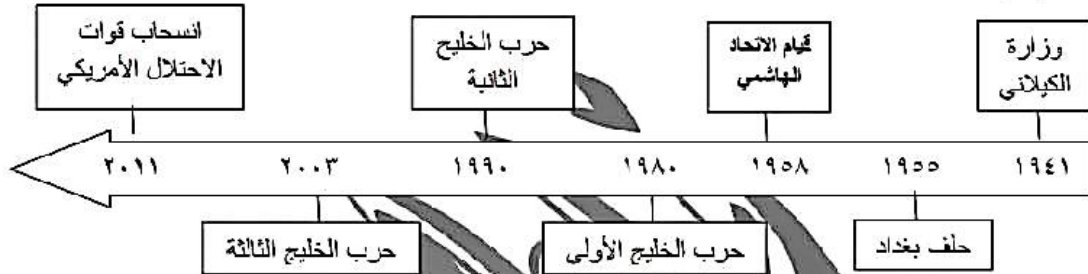 وزارة
الكيلاني
قيام الاتحاد
الهاشمي
حرب الخليج
الثانية
انسحاب قوات
الاحتلال الأمريكي
١٩٤١
١٩٥٥
١٩٥٨
١٩٨٠
١٩٩٠
٢٠٠٣
٢٠١١
حلف بغداد
حرب الخليج الأولى
حرب الخليج الثالثة